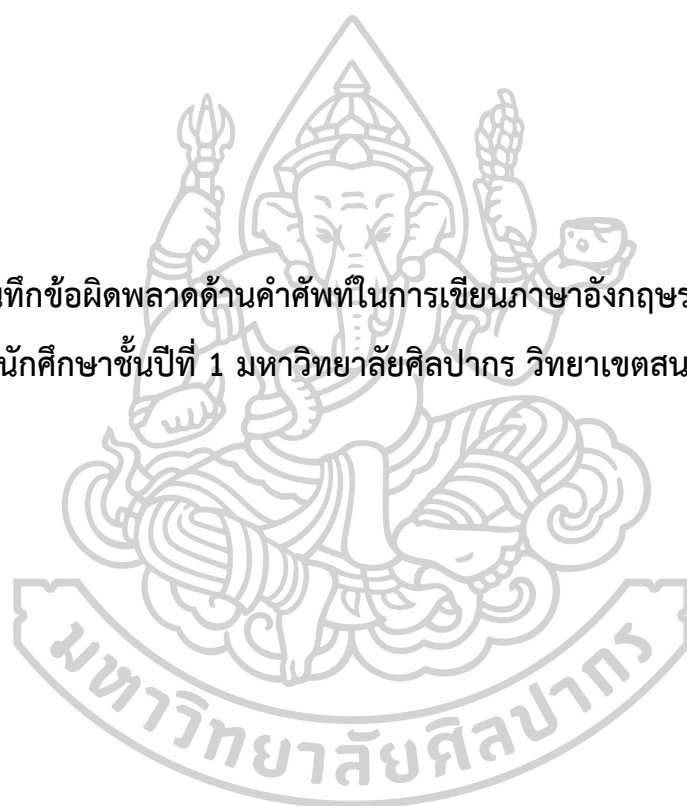 นทึกข้อผิดพลาดด้านคำศัพท์ในการเขียนภาษาอังกฤษร
นักศึกษาชั้นปีที่ 1 มหาวิทยาลัยศิลปากร วิทยาเขตสน
มหาวิทยาลัยศิลปากร